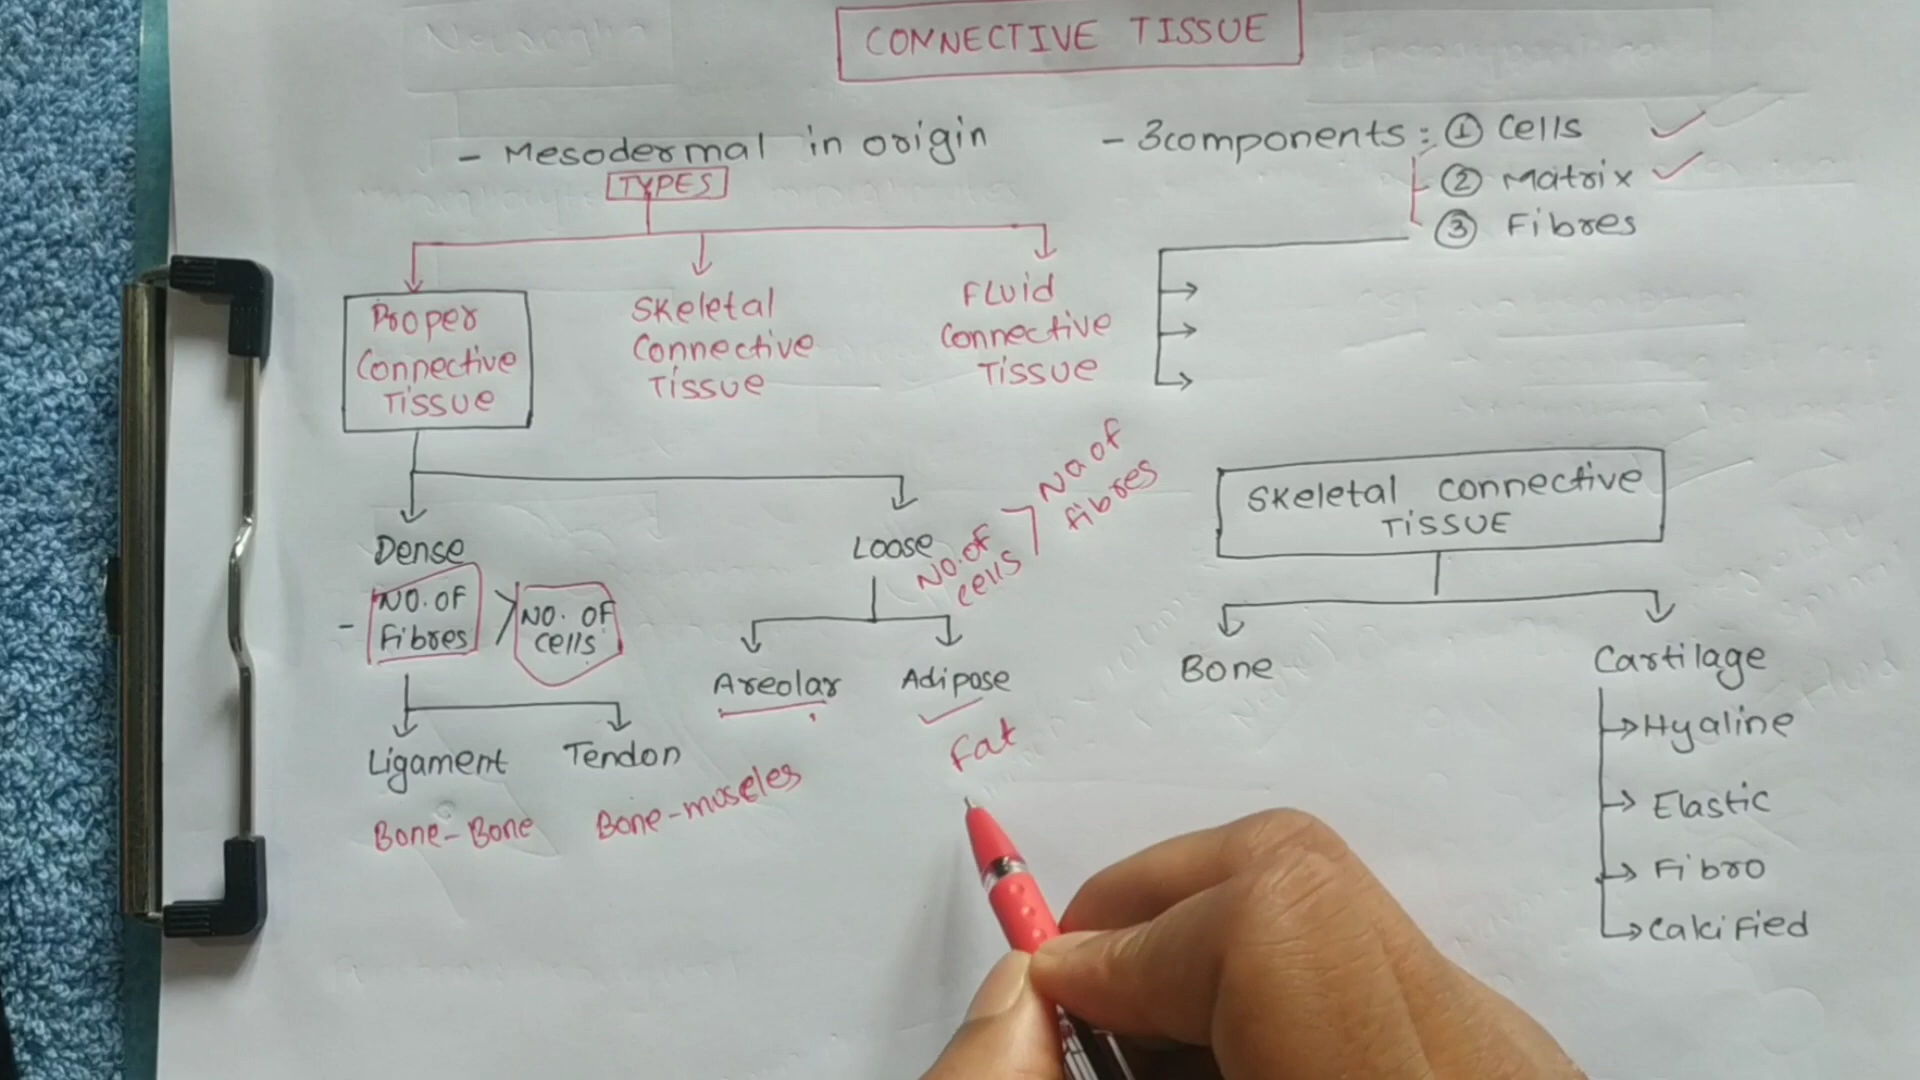 CONNECTIVE TISSUE
- Mesodermal in origin
- 3components : ① Cells
② Matrix
③ Fibres
TYPES
Proper
Connective
Tissue
Skeletal
Connective
Tissue
FLuid
Connective
Tissue
Dense
- NO. OF
Fibres
>
NO. OF
cells
Ligament
Bone-Bone
Tendon
Bone-muscles
Loose
NO. of
cells
>
No of
fibres
Areolar
Adipose
Fat
Skeletal connective
TISSUE
Bone
Cartilage
Hyaline
Elastic
Fibro
Calcified